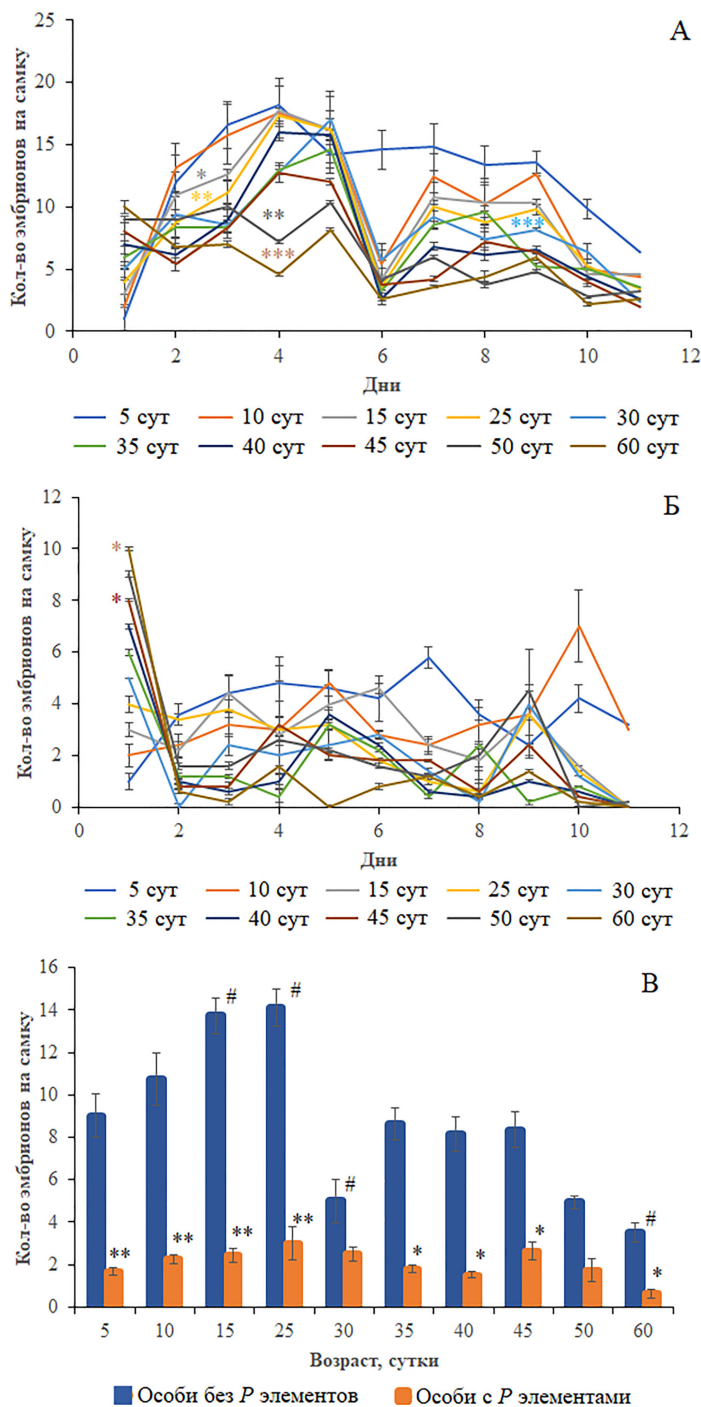 А
Кол-во эмбрионов на самку
25
20
15
10
5
0
*
**
**
***
***
0 2 4 6 8 10 12
Дни
5 сут 10 сут 15 сут 25 сут 30 сут
35 сут 40 сут 45 сут 50 сут 60 сут
Б
Кол-во эмбрионов на самку
12
10
8
6
4
2
0
*
*
0 2 4 6 8 10 12
Дни
5 сут 10 сут 15 сут 25 сут 30 сут
35 сут 40 сут 45 сут 50 сут 60 сут
В
Кол-во эмбрионов на самку
16
14
12
10
8
6
4
2
0
# # # #
** ** ** ** * * * *
5 10 15 25 30 35 40 45 50 60
Возраст, сутки
Особи без P элементов Особи с P элементами